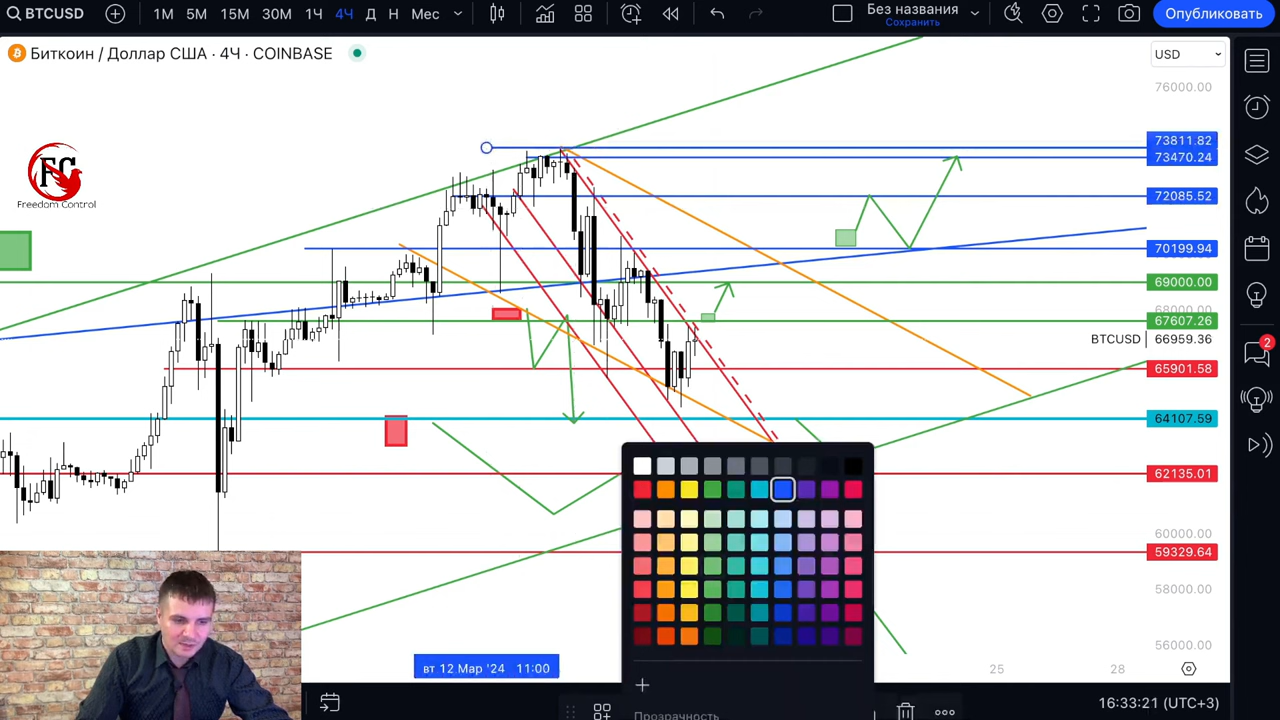 BTCUSD
1М 5М 15М 30М 1Ч 4Ч Д Н Мес
Без названия
Сохранить
Опубликовать
Биткоин / Доллар США · 4Ч · COINBASE
USD
76000.00
73811.82
73470.24
72085.52
70199.94
69000.00
68000.00
67607.26
BTCUSD 66959.36
65901.58
64107.59
62135.01
60000.00
59329.64
58000.00
56000.00
FC
Freedom Control
2
вт 12 Мар '24 11:00
25 28
Прозрачность
16:33:21 (UTC+3)